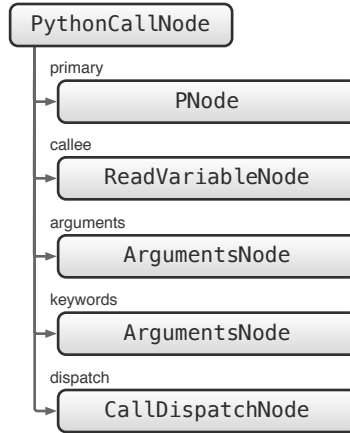 PythonCallNode
primary
PNode
callee
ReadVariableNode
arguments
ArgumentsNode
keywords
ArgumentsNode
dispatch
CallDispatchNode